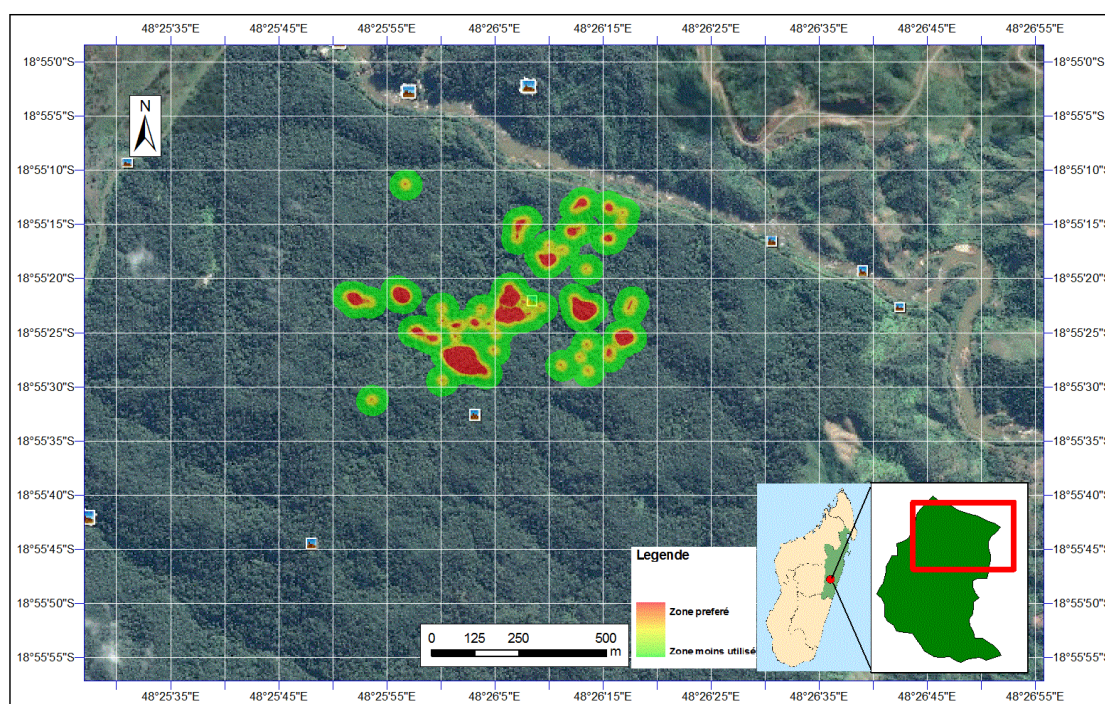 48°25'35"E 48°25'45"E 48°25'55"E 48°26'5"E 48°26'15"E 48°26'25"E 48°26'35"E 48°26'45"E 48°26'55"E
18°55'0"S 18°55'0"S
N
18°55'5"S 18°55'5"S
18°55'10"S 18°55'10"S
18°55'15"S 18°55'15"S
18°55'20"S 18°55'20"S
18°55'25"S 18°55'25"S
18°55'30"S 18°55'30"S
18°55'35"S 18°55'35"S
18°55'40"S 18°55'40"S
18°55'45"S 18°55'45"S
Legende
18°55'50"S 18°55'50"S
Zone preferé
0 125 250 500
m
Zone moins utilisé
18°55'55"S 18°55'55"S
48°25'35"E 48°25'45"E 48°25'55"E 48°26'5"E 48°26'15"E 48°26'25"E 48°26'35"E 48°26'45"E 48°26'55"E